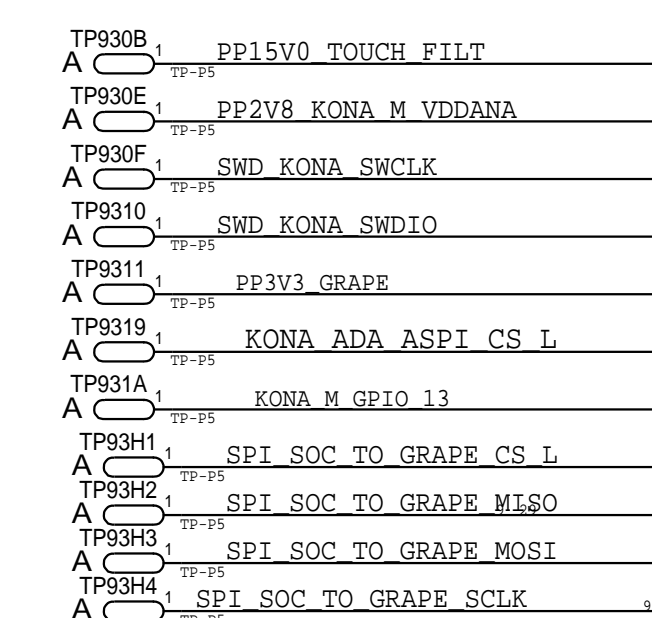 TP930B
A 1 PP15V0_TOUCH_FILT
TP-P5
TP930E
A 1 PP2V8_KONA_M_VDDANA
TP-P5
TP930F
A 1 SWD_KONA_SWCLK
TP-P5
TP9310
A 1 SWD_KONA_SWDIO
TP-P5
TP9311
A 1 PP3V3_GRAPE
TP-P5
TP9319
A 1 KONA_ADA_ASPI_CS_L
TP-P5
TP931A
A 1 KONA_M_GPIO_13
TP-P5
TP93H1
A 1 SPI_SOC_TO_GRAPE_CS_L
TP-P5
TP93H2
A 1 SPI_SOC_TO_GRAPE_MISO
TP-P5
TP93H3
A 1 SPI_SOC_TO_GRAPE_MOSI
TP-P5
TP93H4
A 1 SPI_SOC_TO_GRAPE_SCLK 9
TP-P5